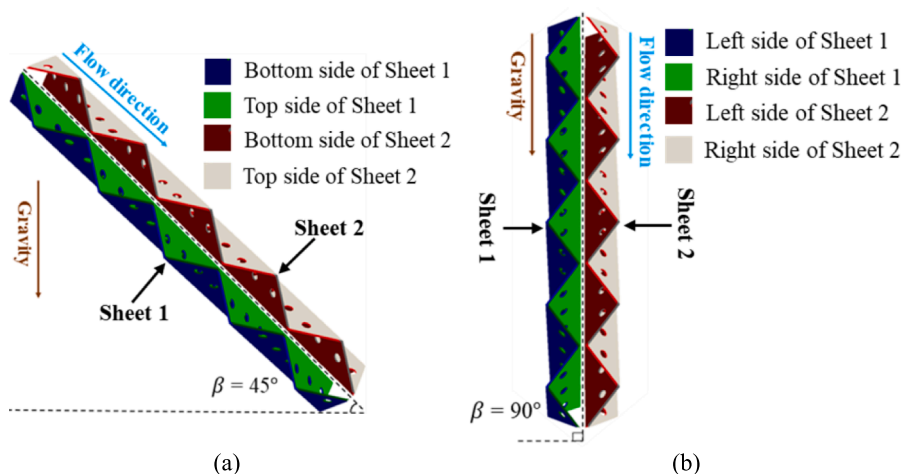 Flow direction
Bottom side of Sheet 1
Top side of Sheet 1
Bottom side of Sheet 2
Top side of Sheet 2
Gravity
Sheet 2
Sheet 1
β = 45°
(a)
Gravity
Flow direction
Left side of Sheet 1
Right side of Sheet 1
Left side of Sheet 2
Right side of Sheet 2
Sheet 1
Sheet 2
β = 90°
(b)